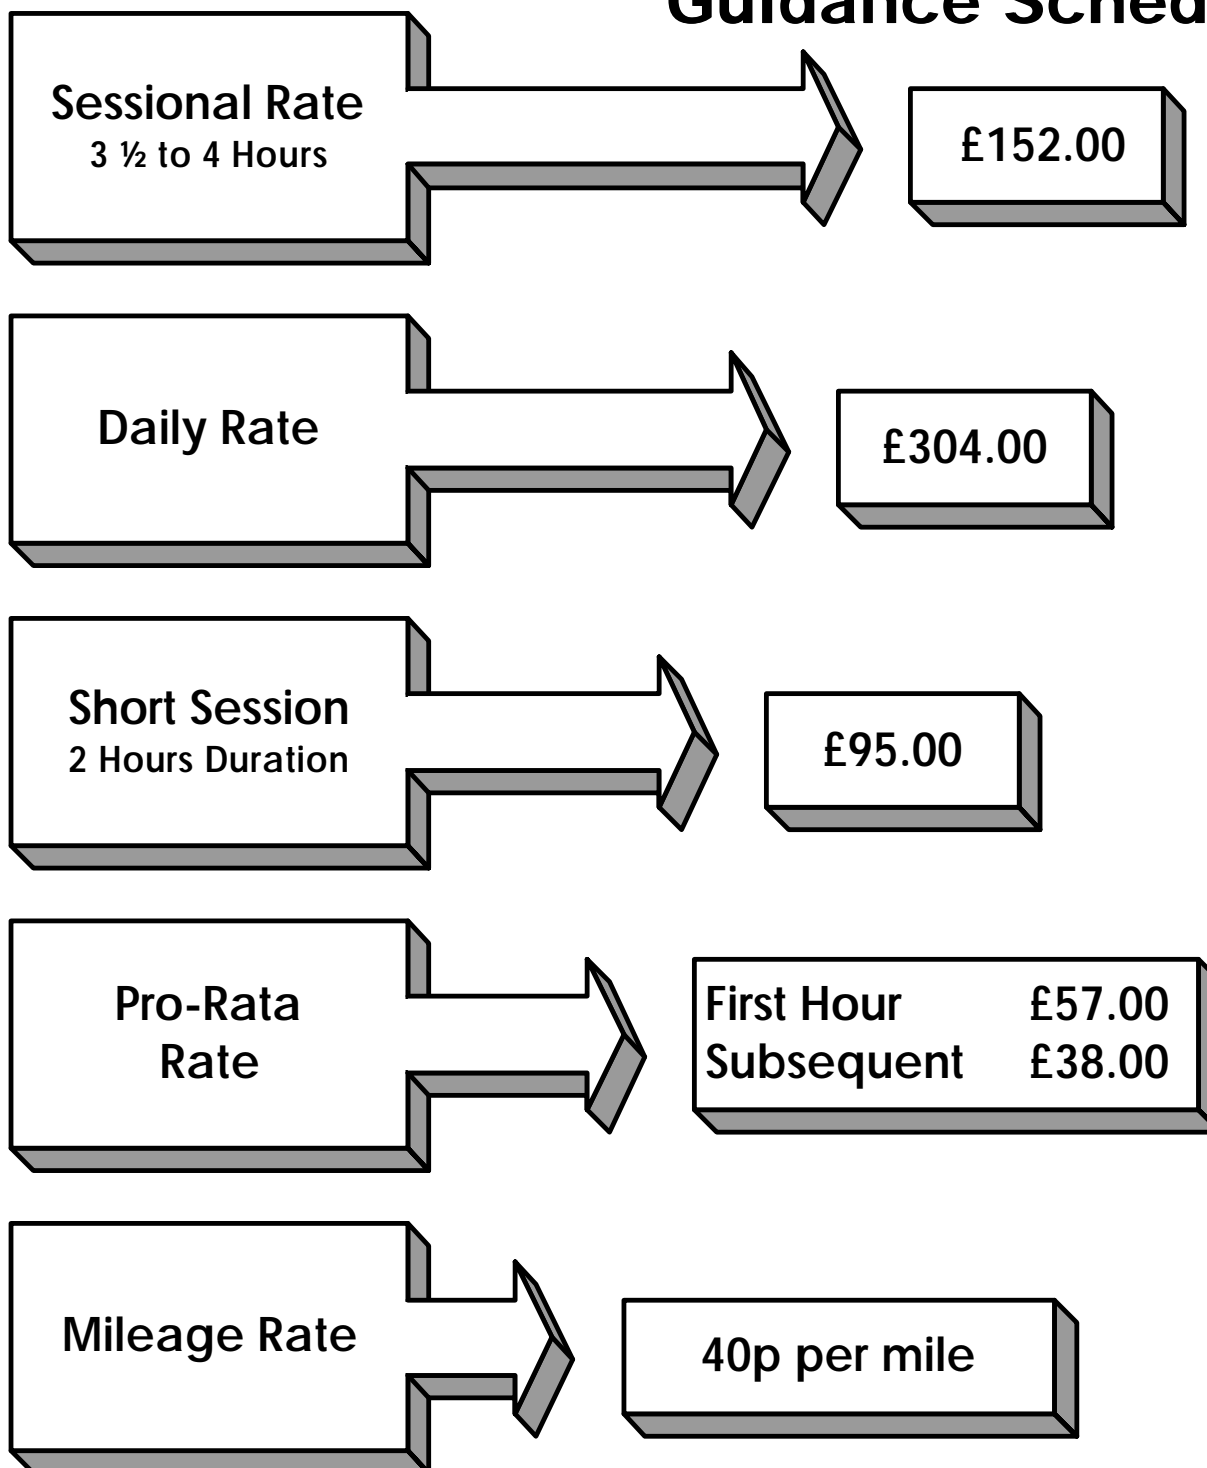 Guidance Sched
Sessional Rate
3 ½ to 4 Hours
£152.00
Daily Rate
£304.00
Short Session
2 Hours Duration
£95.00
Pro-Rata
Rate
First Hour £57.00
Subsequent £38.00
Mileage Rate
40p per mile